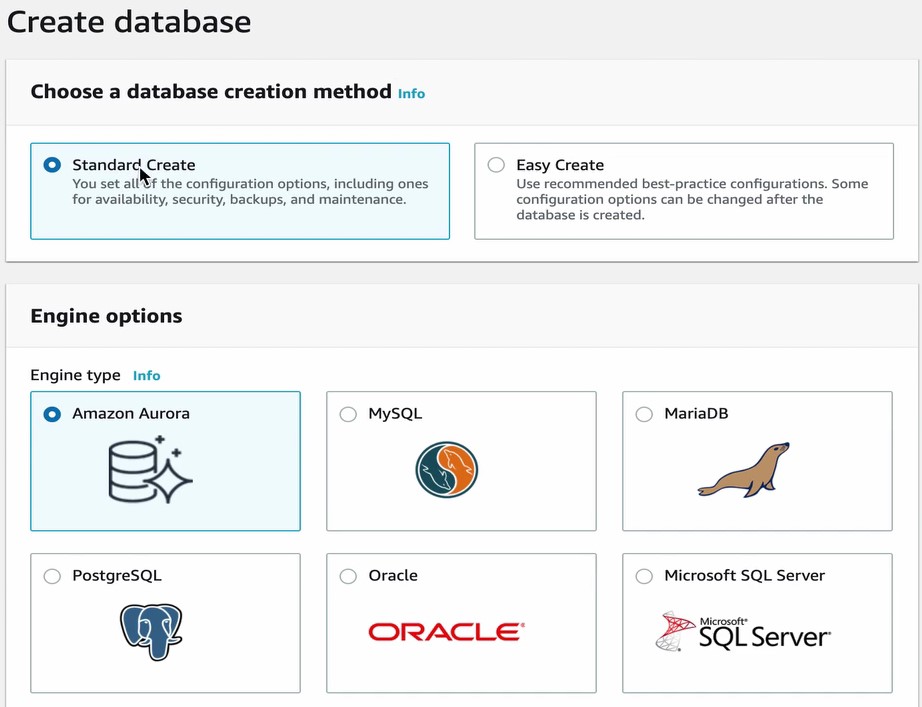 Create database
Choose a database creation method Info
Standard Create
You set all of the configuration options, including ones
for availability, security, backups, and maintenance.
Easy Create
Use recommended best-practice configurations. Some
configuration options can be changed after the
database is created.
Engine options
Engine type Info
Amazon Aurora
MySQL
MariaDB
PostgreSQL
Oracle
ORACLE®
Microsoft SQL Server
Microsoft®
SQL Server®